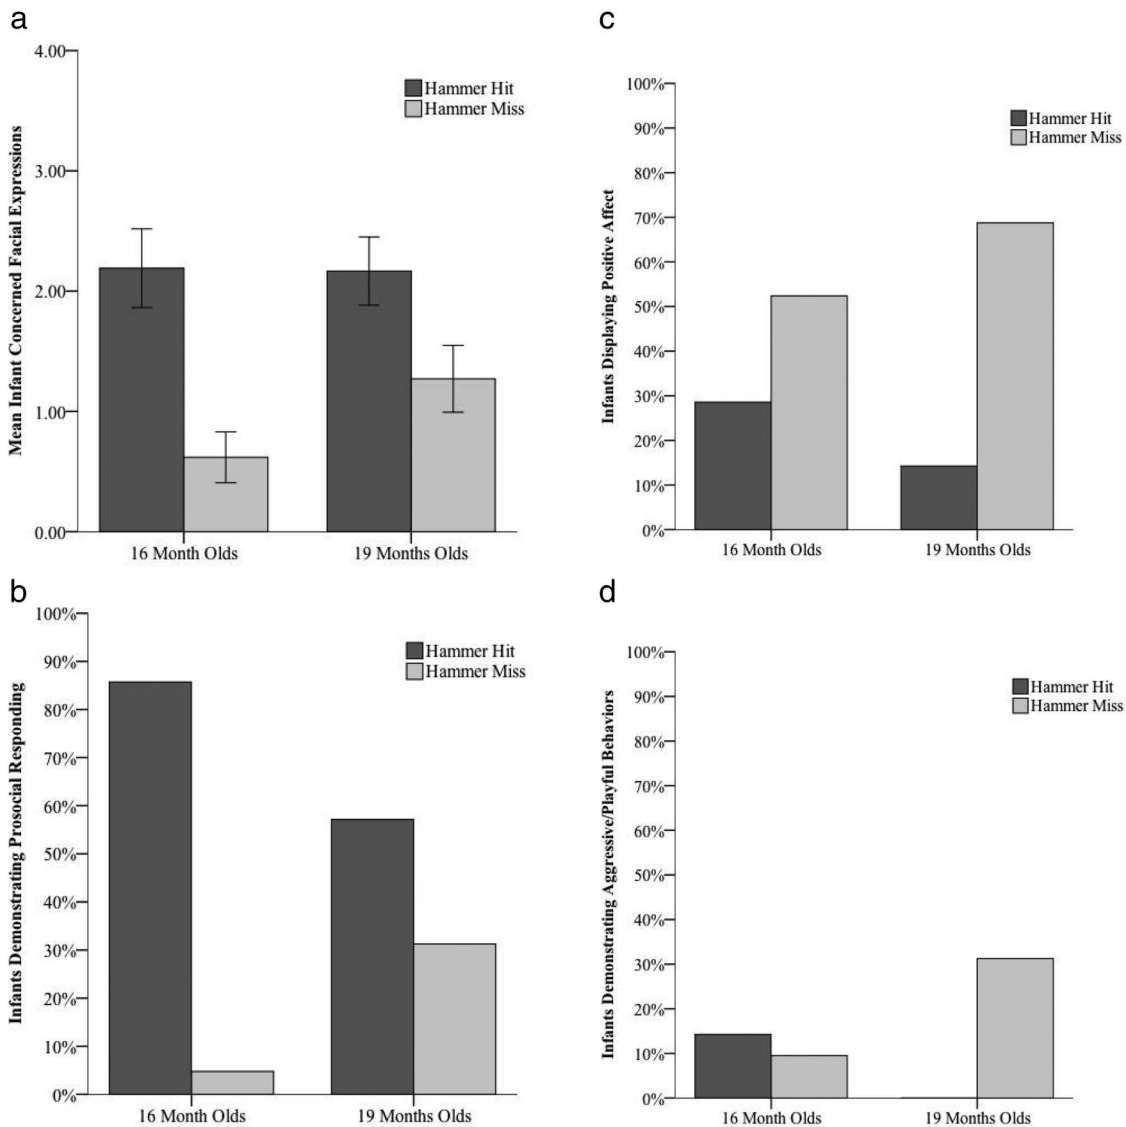 a
Mean Infant Concerned Facial Expressions
4.00
3.00
2.00
1.00
0.00
Hammer Hit
Hammer Miss
16 Month Olds
19 Months Olds
b
Infants Demonstrating Prosocial Responding
100%
90%
80%
70%
60%
50%
40%
30%
20%
10%
0%
Hammer Hit
Hammer Miss
16 Month Olds
19 Months Olds
c
Infants Displaying Positive Affect
100%
90%
80%
70%
60%
50%
40%
30%
20%
10%
0%
Hammer Hit
Hammer Miss
16 Month Olds
19 Months Olds
d
Infants Demonstrating Aggressive/Playful Behaviors
100%
90%
80%
70%
60%
50%
40%
30%
20%
10%
0%
Hammer Hit
Hammer Miss
16 Month Olds
19 Months Olds